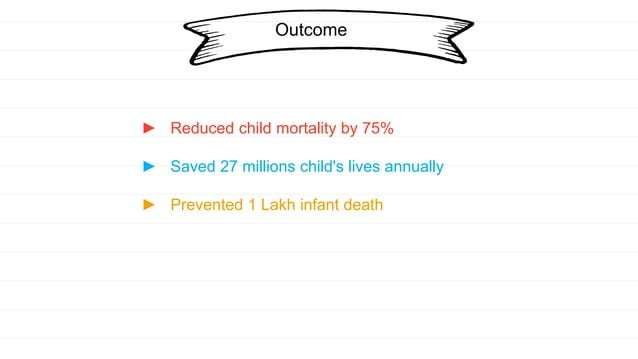 Outcome
Reduced child mortality by 75%
Saved 27 millions child's lives annually
Prevented 1 Lakh infant death